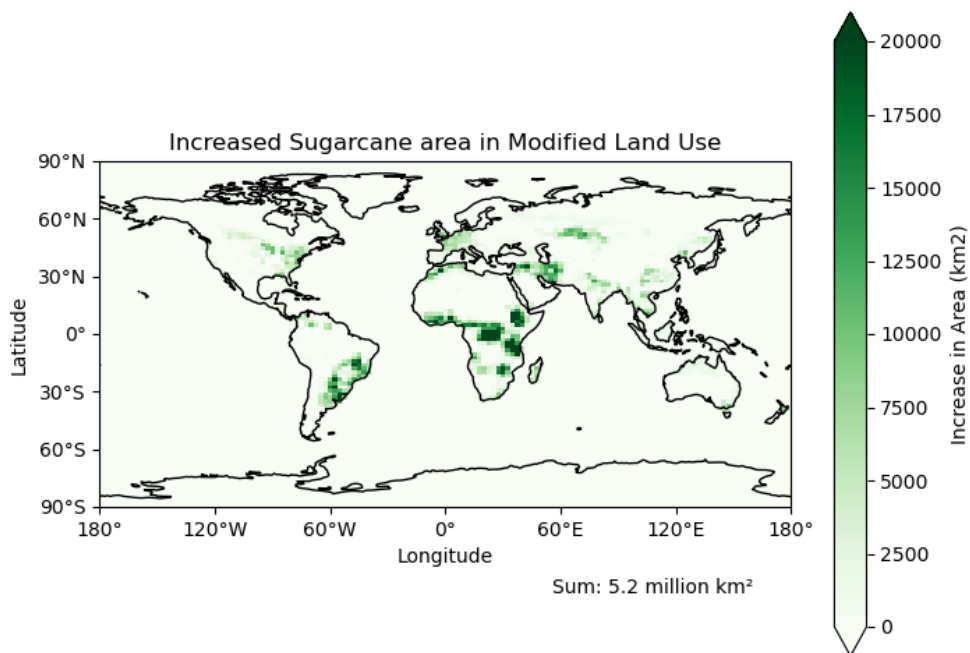 Increased Sugarcane area in Modified Land Use
90°N
60°N
30°N
0°
30°S
60°S
90°S
Latitude
180°
120°W
60°W
0°
60°E
120°E
180°
Longitude
Sum: 5.2 million km²
20000
17500
15000
12500
10000
7500
5000
2500
0
Increase in Area (km2)